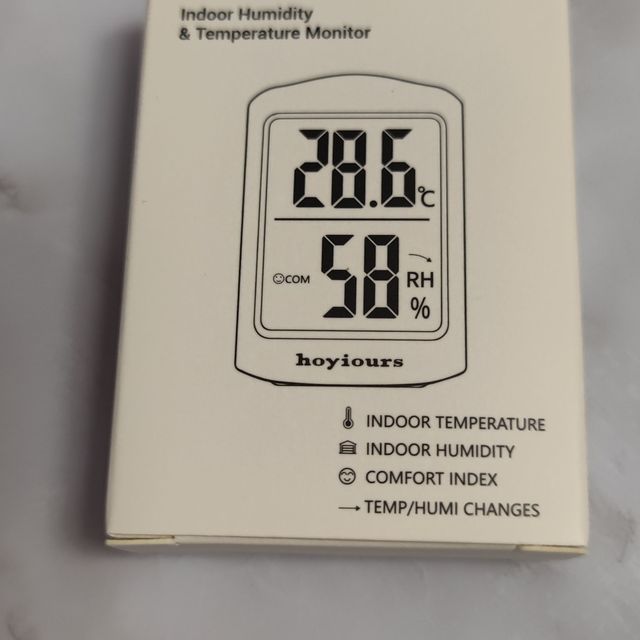 Indoor Humidity
& Temperature Monitor
28.6 °C
COM 58 RH
%
hoyiours
INDOOR TEMPERATURE
INDOOR HUMIDITY
COMFORT INDEX
TEMP/HUMI CHANGES